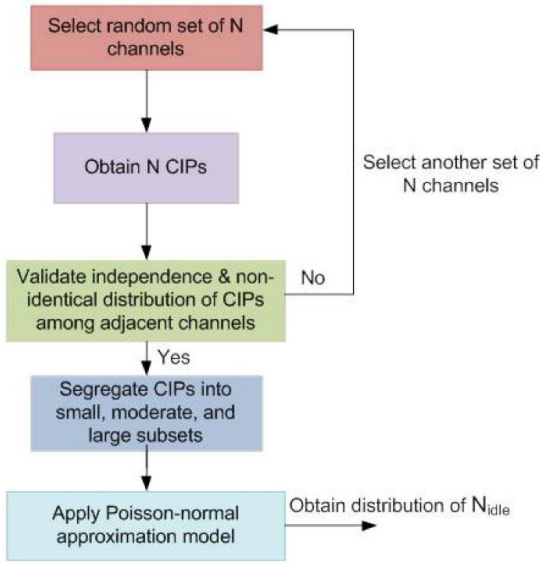 Select random set of N
channels
Obtain N CIPs
Select another set of
N channels
Validate independence & non-
identical distribution of CIPs
among adjacent channels
No
Yes
Segregate CIPs into
small, moderate, and
large subsets
Apply Poisson-normal
approximation model
Obtain distribution of Nidle